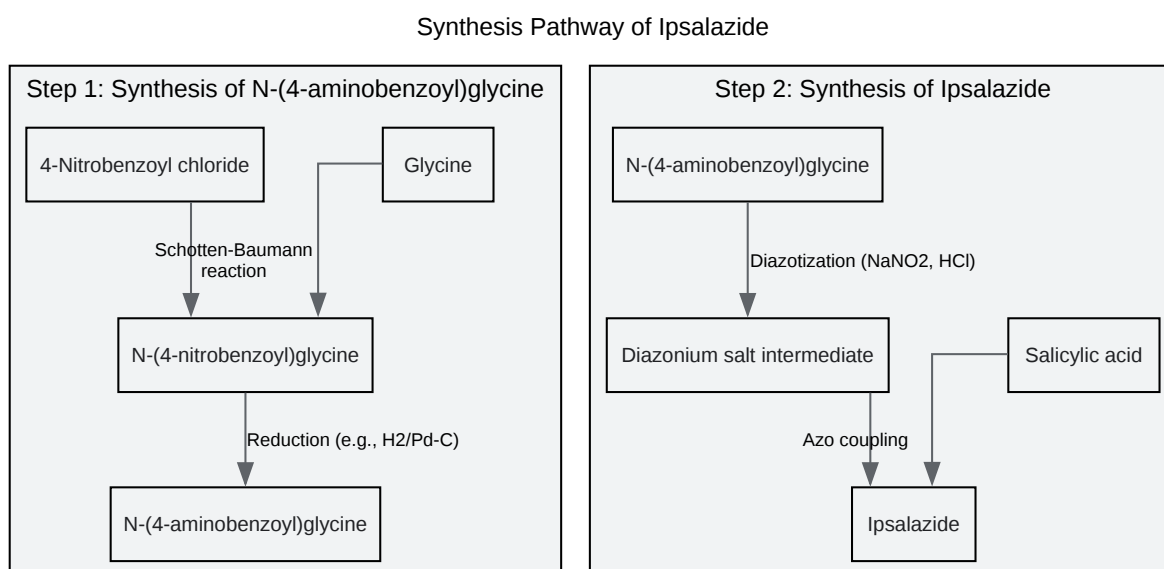 Synthesis Pathway of Ipsalazide
Step 1: Synthesis of N-(4-aminobenzoyl)glycine
4-Nitrobenzoyl chloride
Glycine
Schotten-Baumann
reaction
N-(4-nitrobenzoyl)glycine
Reduction (e.g., H2/Pd-C)
N-(4-aminobenzoyl)glycine
Step 2: Synthesis of Ipsalazide
N-(4-aminobenzoyl)glycine
Diazotization (NaNO2, HCl)
Diazonium salt intermediate
Salicylic acid
Azo coupling
Ipsalazide